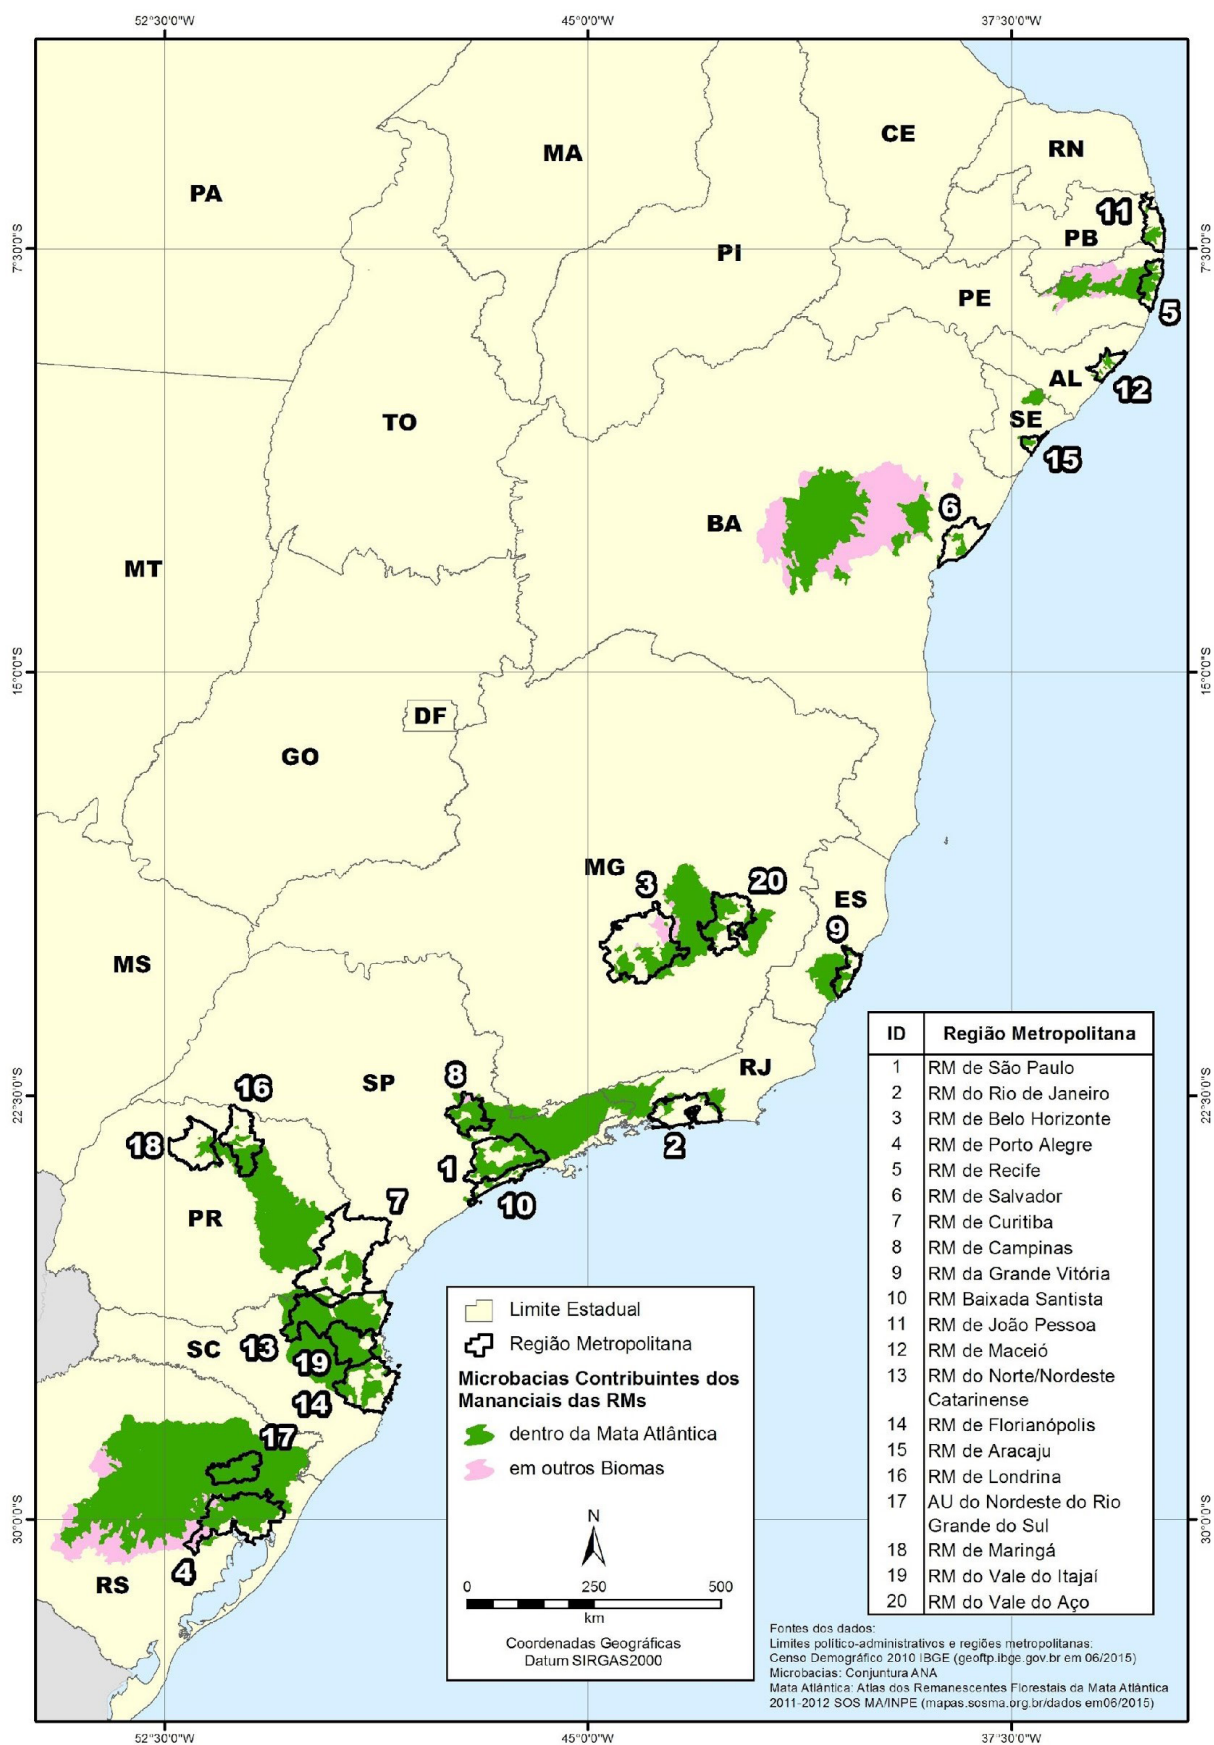 52°30'0"W
45°0'0"W
37°30'0"W
CE
RN
MA
PA
11
PB
7°30'0"S
7°30'0"S
PI
PE
5
AL
12
TO
SE
15
6
BA
MT
15°0'0"S
15°0'0"S
DF
GO
MG
3
20
ES
9
MS
RJ
8
SP
16
22°30'0"S
22°30'0"S
18
2
1
10
7
PR
13
SC
19
14
17
30°0'0"S
30°0'0"S
4
RS
ID Região Metropolitana
1 RM de São Paulo
2 RM do Rio de Janeiro
3 RM de Belo Horizonte
4 RM de Porto Alegre
5 RM de Recife
6 RM de Salvador
7 RM de Curitiba
8 RM de Campinas
9 RM da Grande Vitória
10 RM Baixada Santista
11 RM de João Pessoa
12 RM de Maceió
13 RM do Norte/Nordeste
Catarinense
14 RM de Florianópolis
15 RM de Aracaju
16 RM de Londrina
17 AU do Nordeste do Rio
Grande do Sul
18 RM de Maringá
19 RM do Vale do Itajaí
20 RM do Vale do Aço
Limite Estadual
Região Metropolitana
Microbacias Contribuintes dos
Mananciais das RMs
dentro da Mata Atlântica
em outros Biomas
N
0 250 500
km
Coordenadas Geográficas
Datum SIRGAS2000
Fontes dos dados:
Limites político-administrativos e regiões metropolitanas:
Censo Demográfico 2010 IBGE (geoftp.ibge.gov.br em 06/2015)
Microbacias: Conjuntura ANA
Mata Atlântica: Atlas dos Remanescentes Florestais da Mata Atlântica
2011-2012 SOS MA/INPE (mapas.sosma.org.br/dados em06/2015)
52°30'0"W
45°0'0"W
37°30'0"W